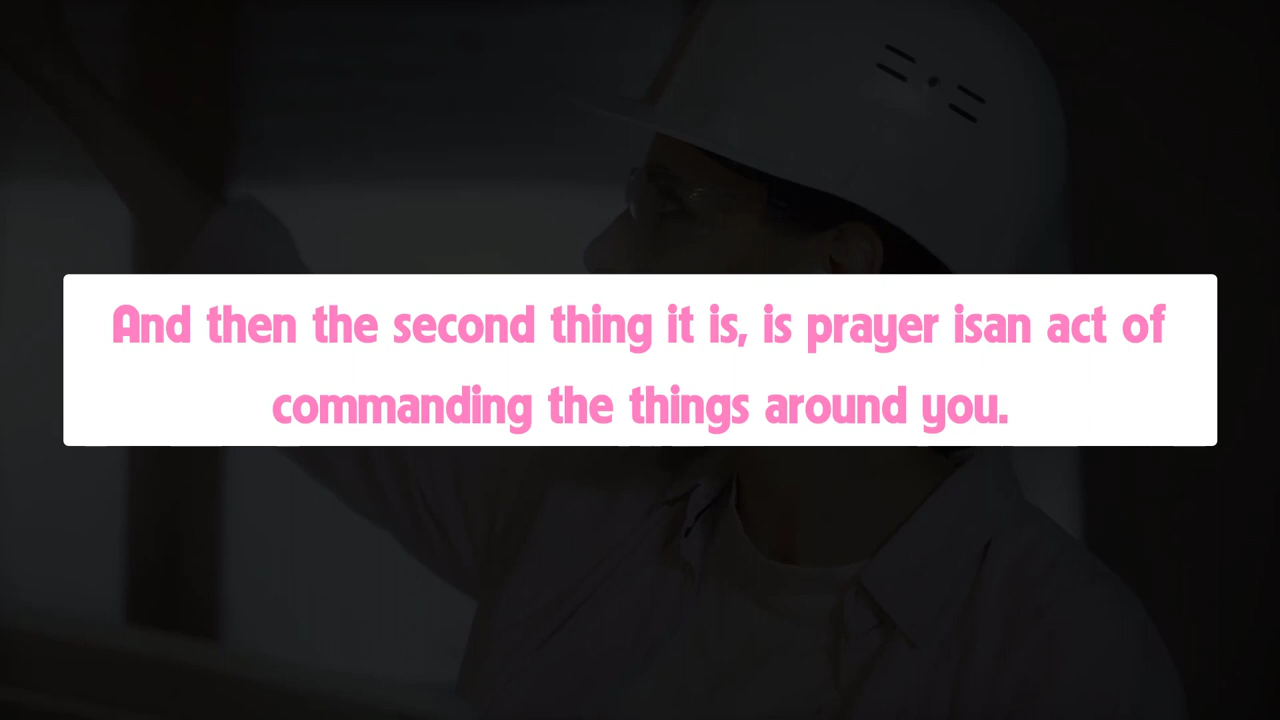 And then the second thing it is, is prayer isan act of
commanding the things around you.